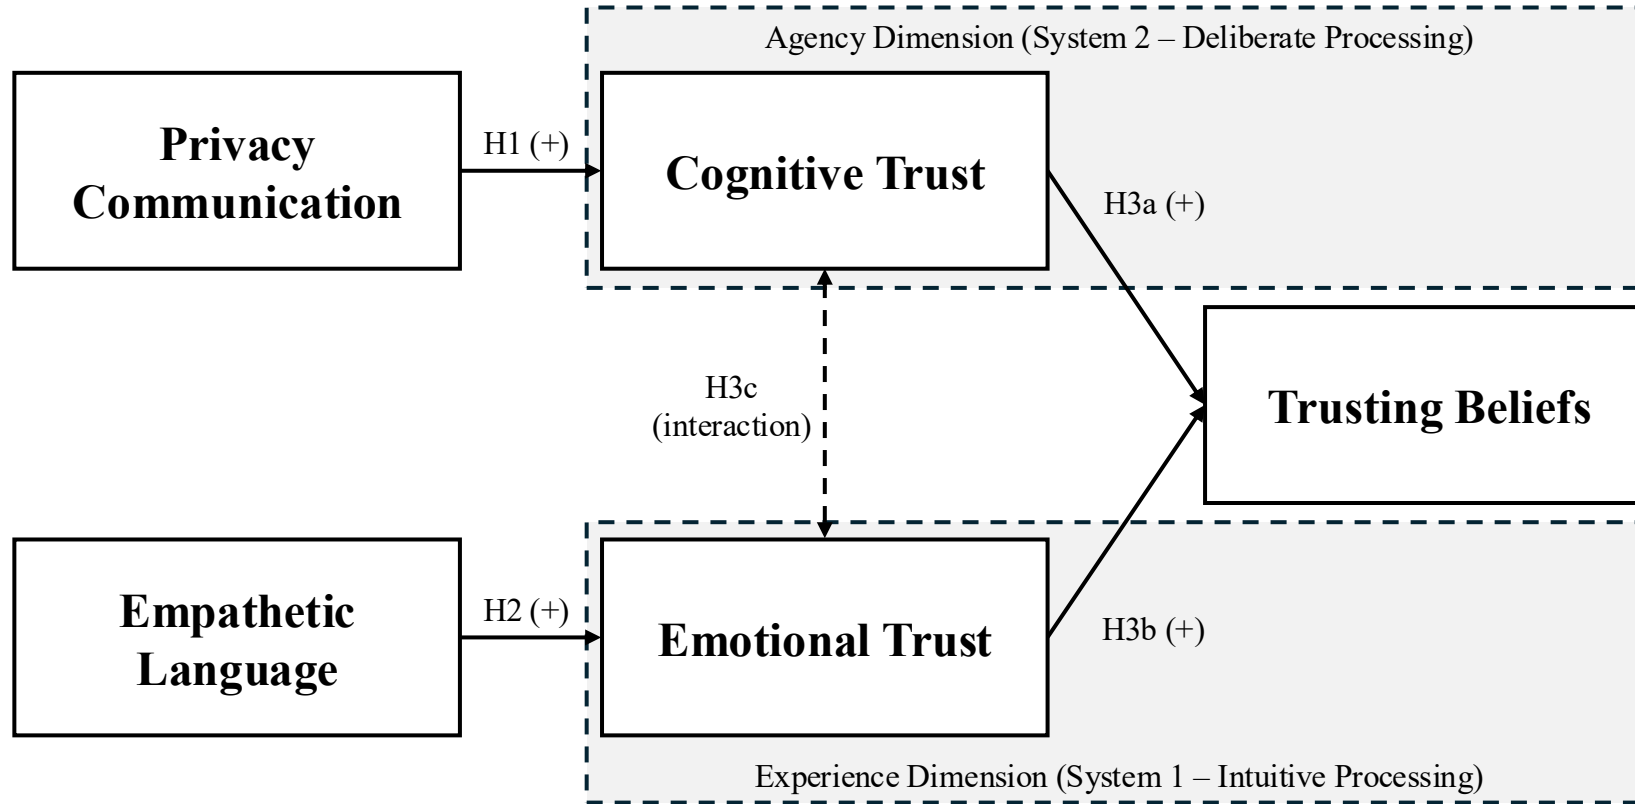 Agency Dimension (System 2 – Deliberate Processing)
Privacy
Communication
H1 (+)
Cognitive Trust
H3a (+)
H3c
(interaction)
Trusting Beliefs
Empathetic
Language
H2 (+)
Emotional Trust
H3b (+)
Experience Dimension (System 1 – Intuitive Processing)